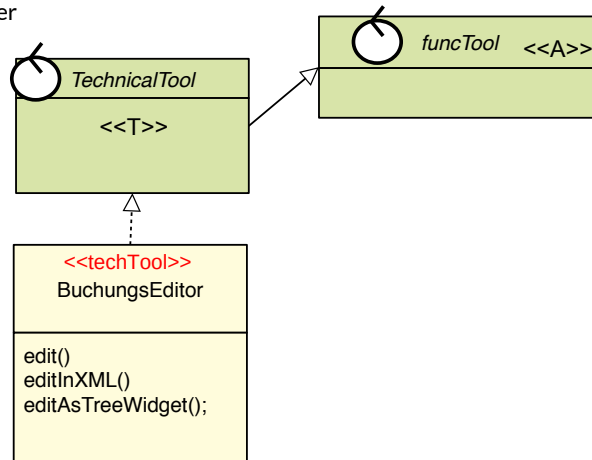 er
funcTool <<A>>
TechnicalTool
<<T>>
<<techTool>>
BuchungsEditor
edit()
editInXML()
editAsTreeWidget();